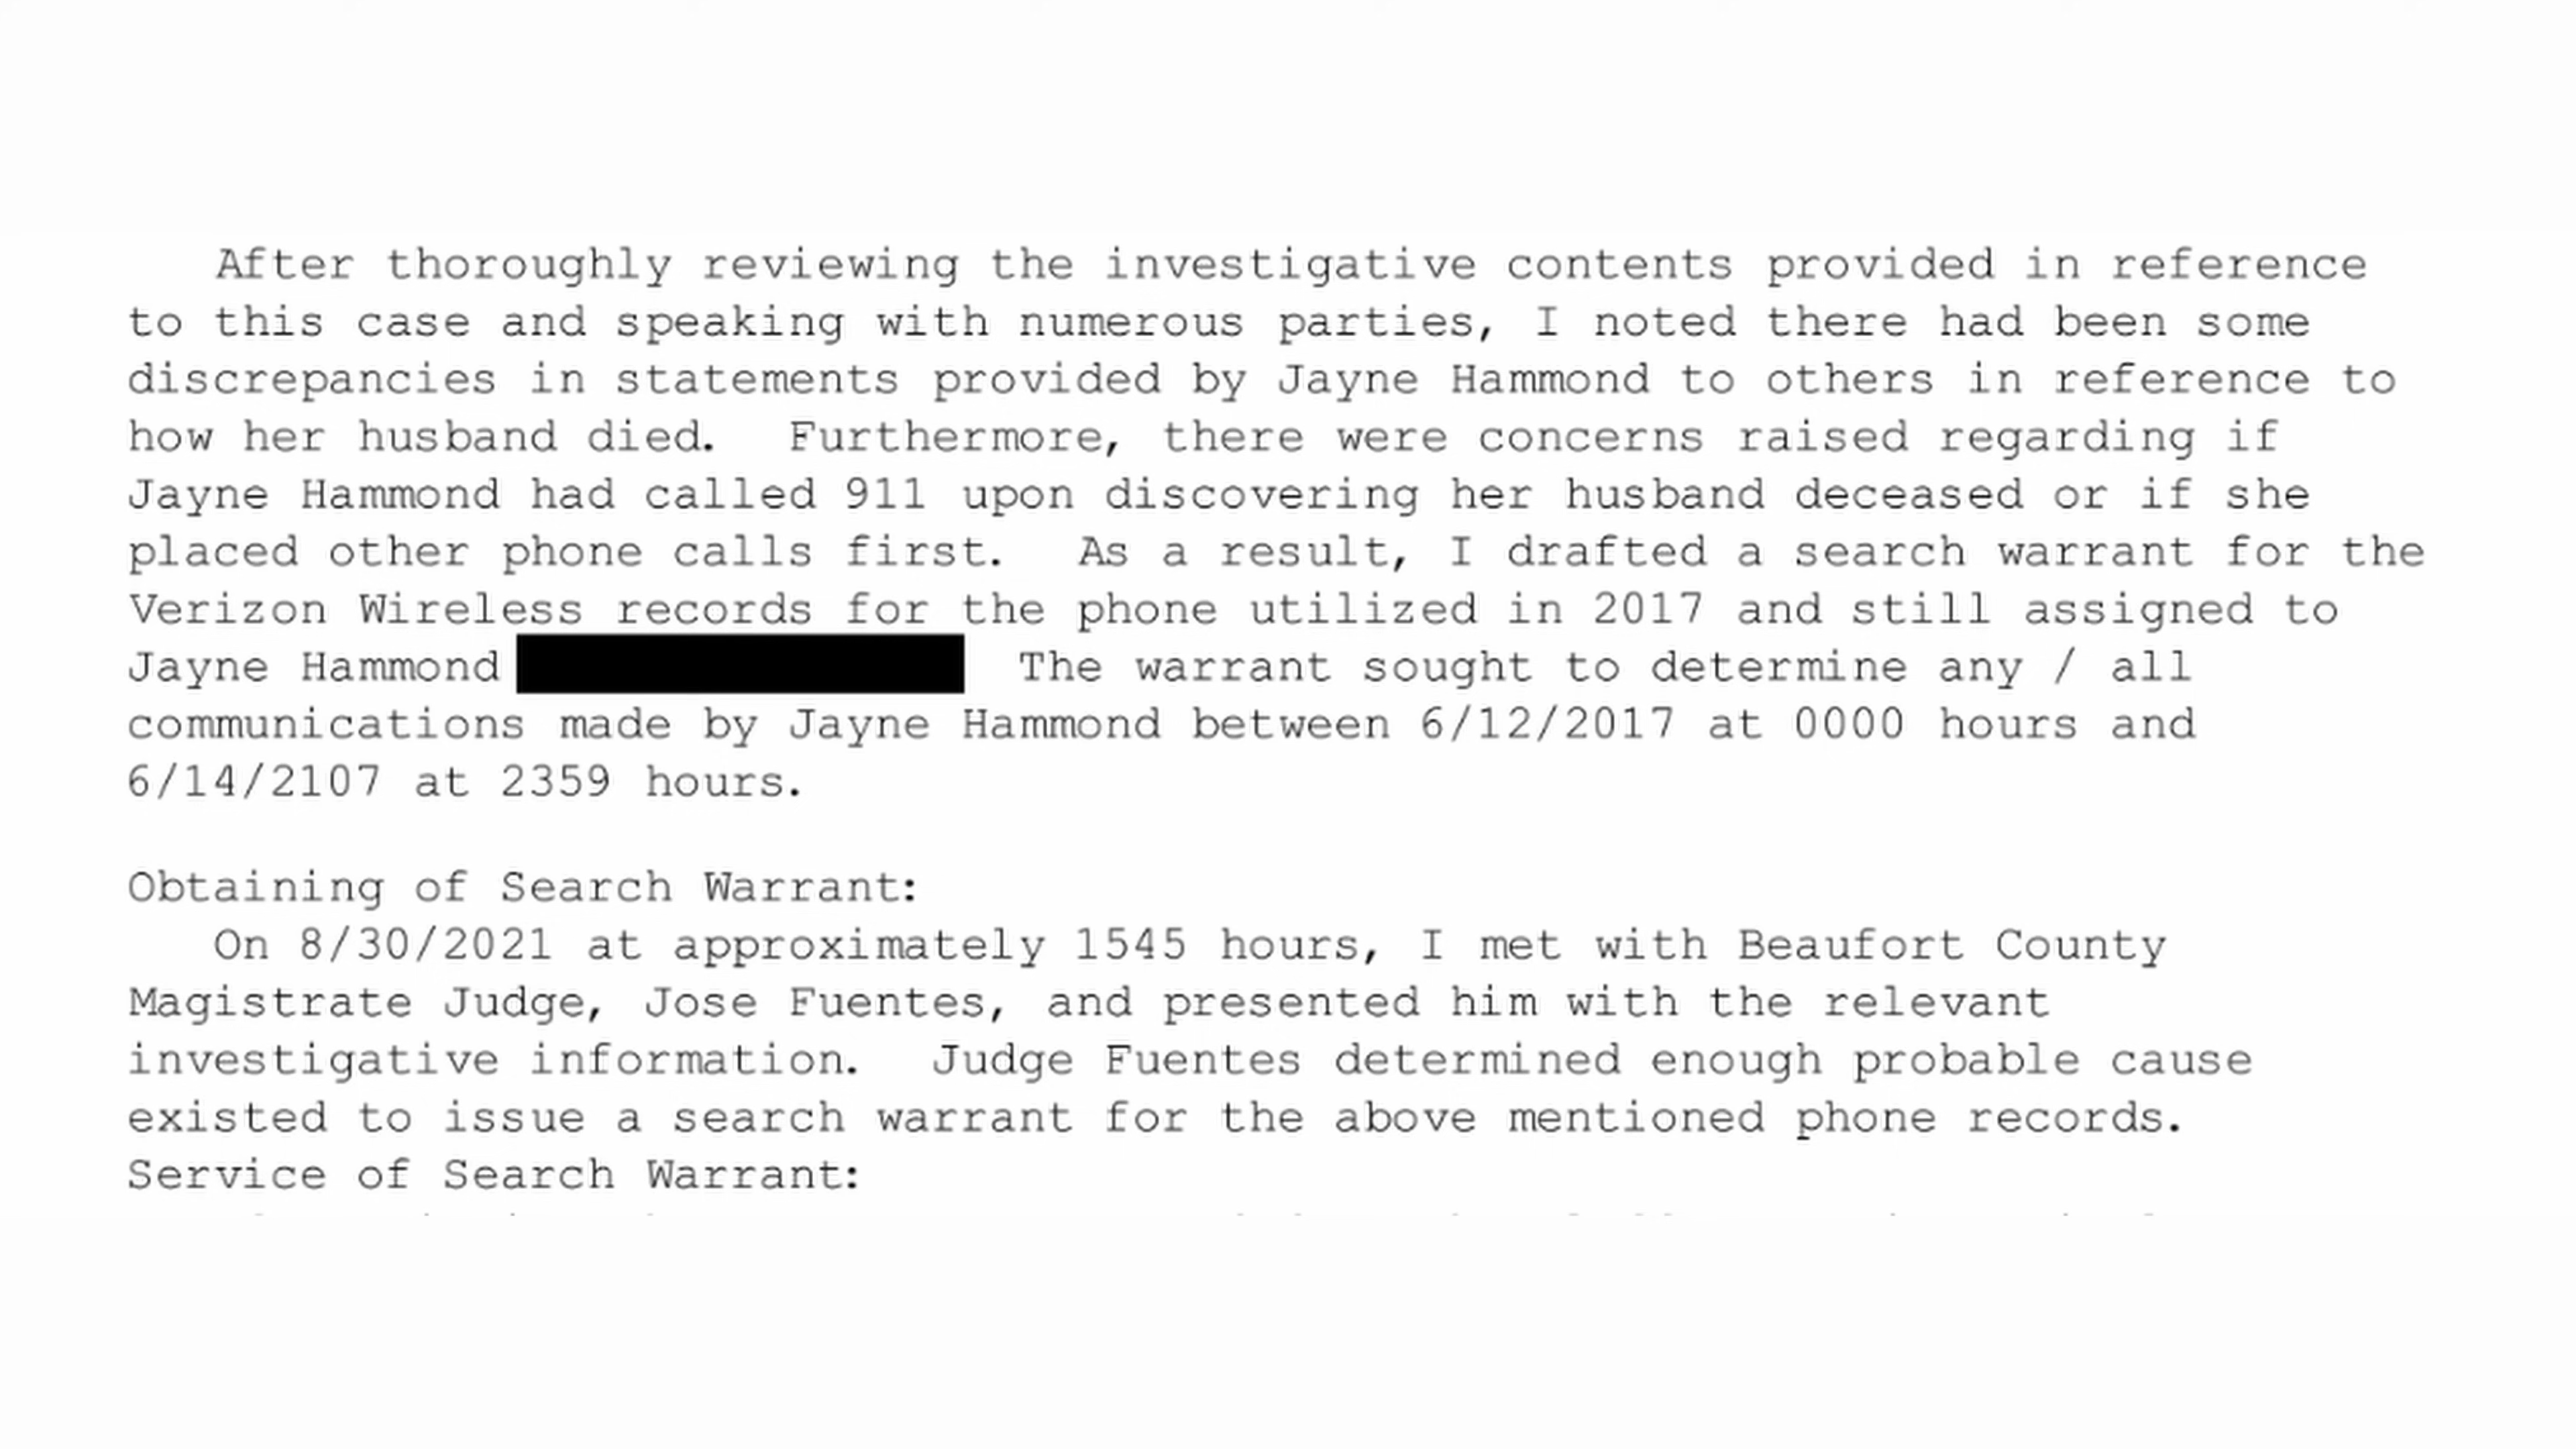 After thoroughly reviewing the investigative contents provided in reference
to this case and speaking with numerous parties, I noted there had been some
discrepancies in statements provided by Jayne Hammond to others in reference to
how her husband died.  Furthermore, there were concerns raised regarding if
Jayne Hammond had called 911 upon discovering her husband deceased or if she
placed other phone calls first.  As a result, I drafted a search warrant for the
Verizon Wireless records for the phone utilized in 2017 and still assigned to
Jayne Hammond  The warrant sought to determine any / all
communications made by Jayne Hammond between 6/12/2017 at 0000 hours and
6/14/2107 at 2359 hours.
Obtaining of Search Warrant:
On 8/30/2021 at approximately 1545 hours, I met with Beaufort County
Magistrate Judge, Jose Fuentes, and presented him with the relevant
investigative information.  Judge Fuentes determined enough probable cause
existed to issue a search warrant for the above mentioned phone records.
Service of Search Warrant: